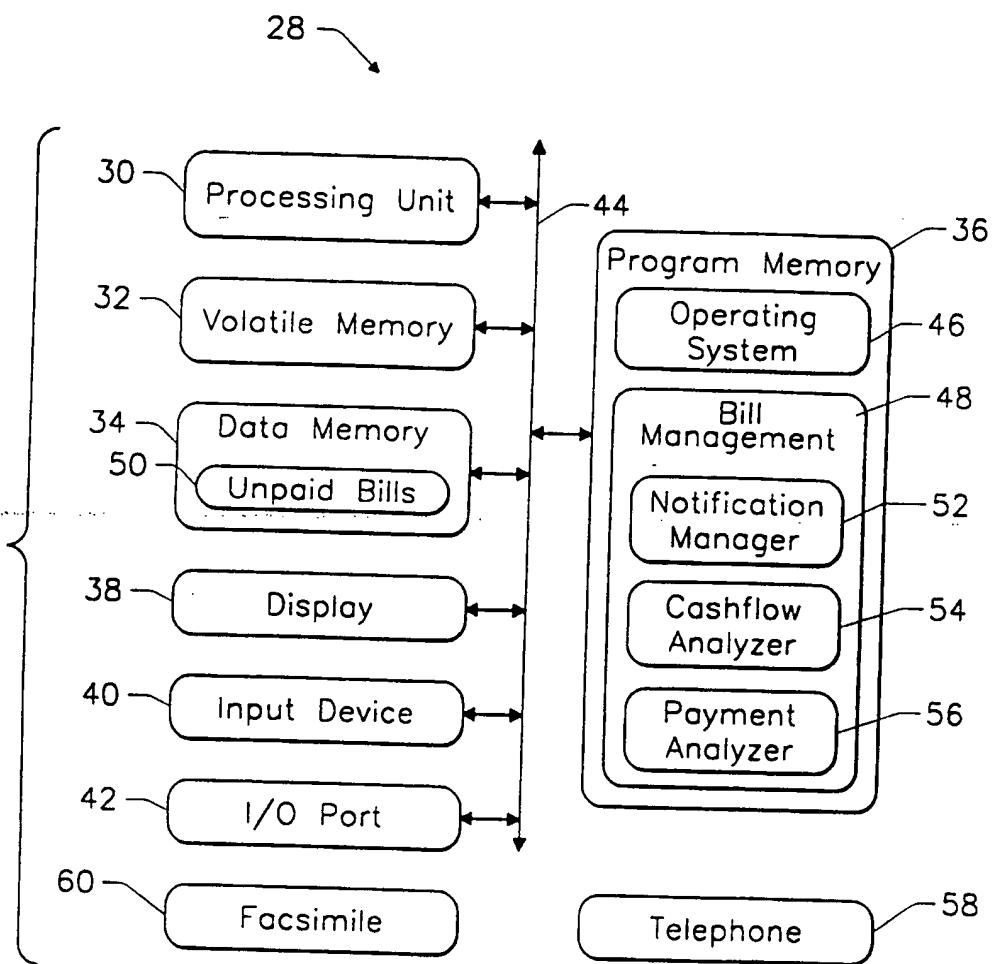 28
30
Processing Unit
44
36
Program Memory
32
Volatile Memory
Operating
System
46
34
Data Memory
50
Unpaid Bills
Bill
Management
48
Notification
Manager
52
38
Display
Cashflow
Analyzer
54
40
Input Device
Payment
Analyzer
56
42
I/O Port
60
Facsimile
Telephone
58